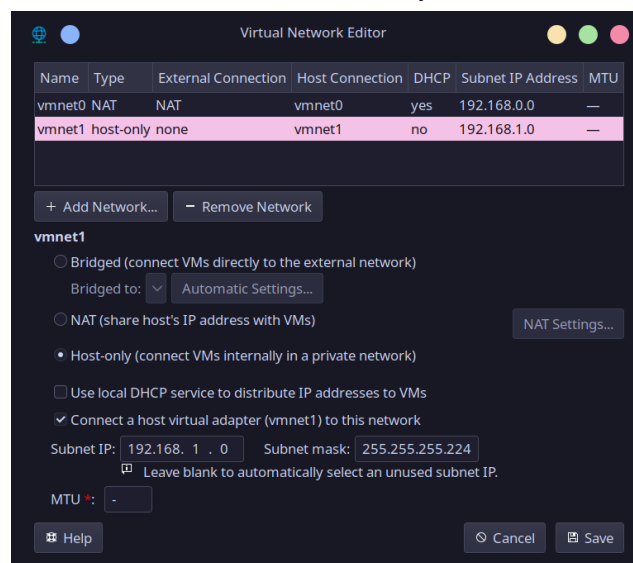 Virtual Network Editor
Name Type External Connection Host Connection DHCP Subnet IP Address MTU
vmnet0 NAT NAT vmnet0 yes 192.168.0.0 —
vmnet1 host-only none vmnet1 no 192.168.1.0 —
+ Add Network... − Remove Network
vmnet1
Bridged (connect VMs directly to the external network)
Bridged to: Automatic Settings...
NAT (share host's IP address with VMs) NAT Settings...
Host-only (connect VMs internally in a private network)
Use local DHCP service to distribute IP addresses to VMs
Connect a host virtual adapter (vmnet1) to this network
Subnet IP: 192.168. 1 . 0 Subnet mask: 255.255.255.224
Leave blank to automatically select an unused subnet IP.
MTU *: -
Help Cancel Save